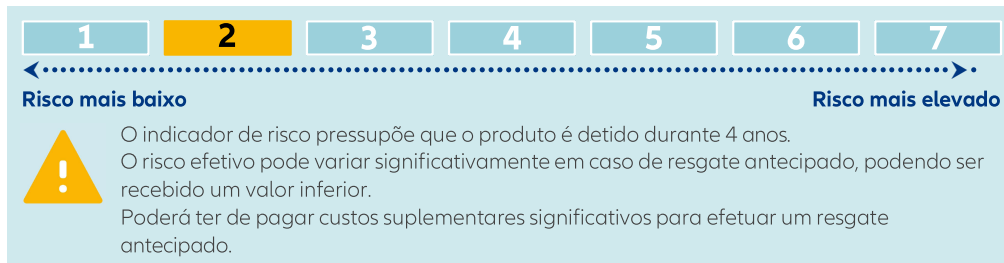 1 2 3 4 5 6 7
Risco mais baixo Risco mais elevado
O indicador de risco pressupõe que o produto é detido durante 4 anos.
O risco efetivo pode variar significativamente em caso de resgate antecipado, podendo ser
recebido um valor inferior.
Poderá ter de pagar custos suplementares significativos para efetuar um resgate
antecipado.